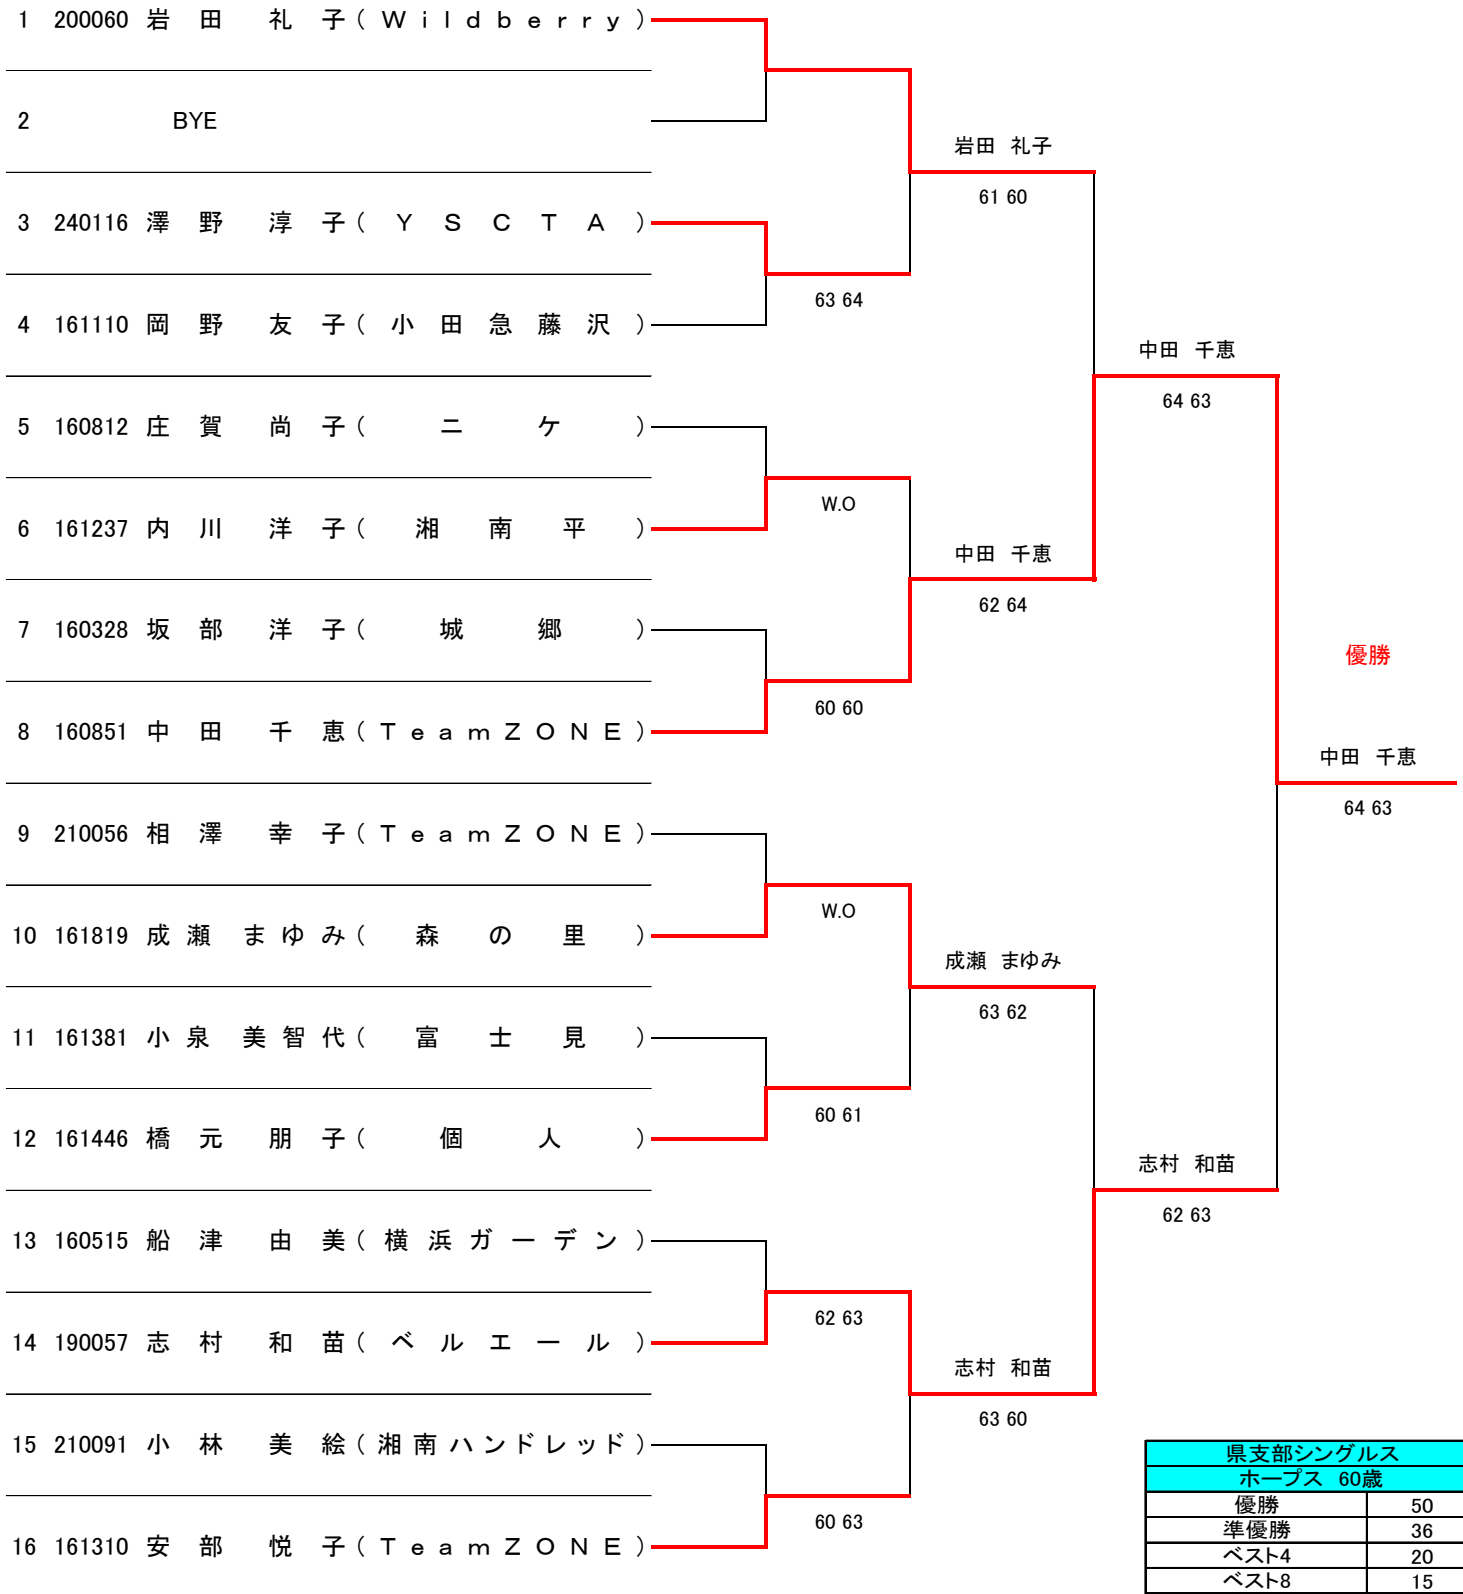 1 200060 岩田 礼子(Wildberry)
2 BYE
岩田 礼子
61 60
3 240116 澤野 淳子(YSCTA)
63 64
4 161110 岡野 友子(小田急藤沢)
中田 千恵
64 63
5 160812 庄賀 尚子(ニケ)
W.O
6 161237 内川 洋子(湘南平)
中田 千恵
62 64
7 160328 坂部 洋子(城郷)
優勝
60 60
8 160851 中田 千恵(TeamZONE)
中田 千恵
64 63
9 210056 相澤 幸子(TeamZONE)
W.O
10 161819 成瀬 まゆみ(森の里)
成瀬 まゆみ
63 62
11 161381 小泉 美智代(富士見)
60 61
12 161446 橋元 朋子(個人)
志村 和苗
62 63
13 160515 船津 由美(横浜ガーデン)
62 63
14 190057 志村 和苗(ベルエール)
志村 和苗
63 60
15 210091 小林 美絵(湘南ハンドレッド)
60 63
16 161310 安部 悦子(TeamZONE)
県支部シングルス
ホープス 60歳
優勝 50
準優勝 36
ベスト4 20
ベスト8 15